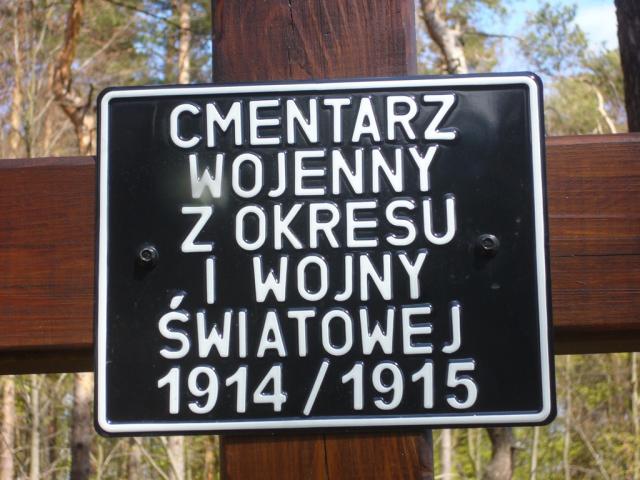 CMENTARZ
WOJENNY
Z OKRESU
I WOJNY
ŚWIATOWEJ
1914/1915